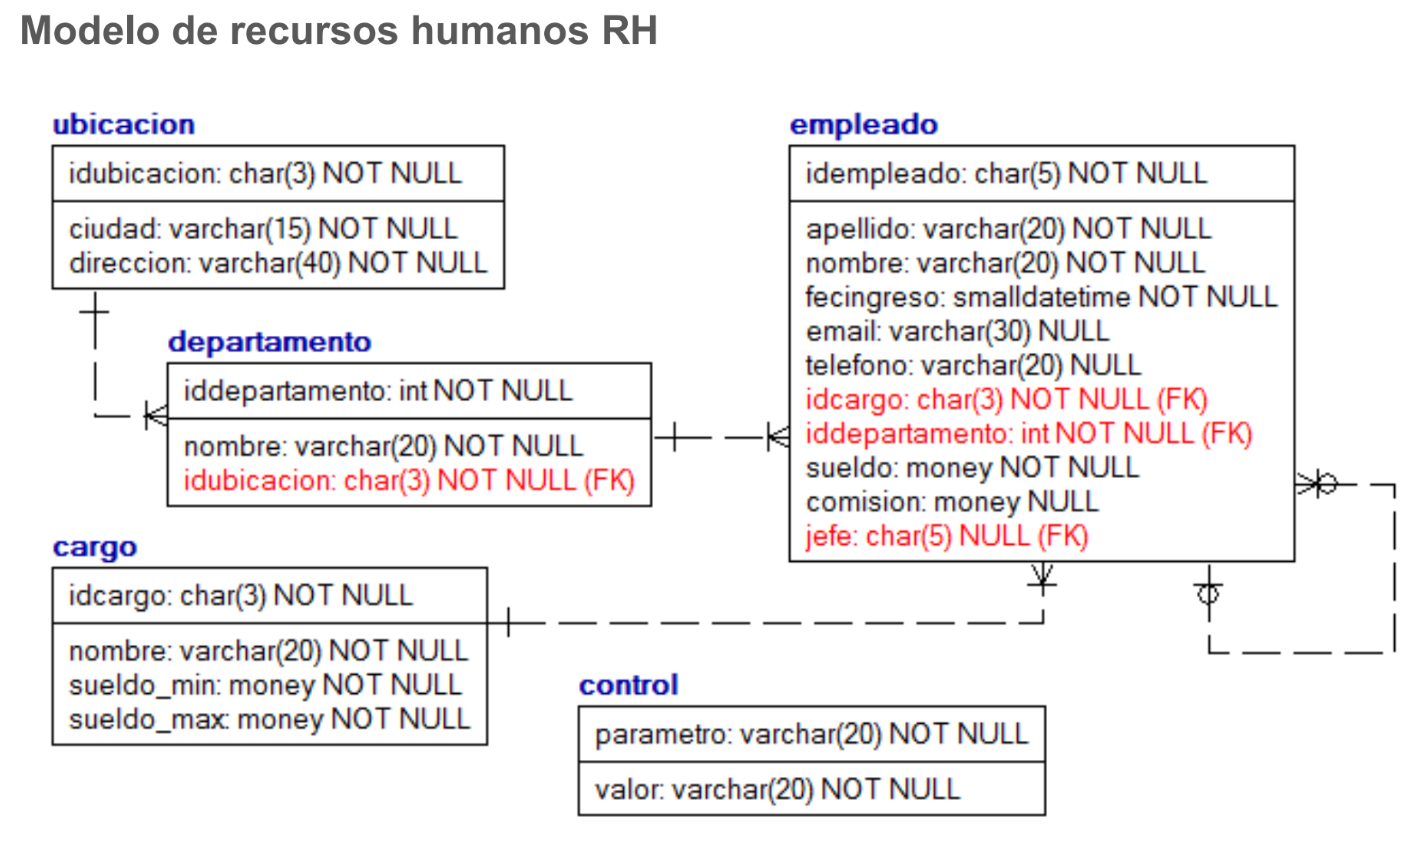 Modelo de recursos humanos RH
ubicacion
idubicacion: char(3) NOT NULL
ciudad: varchar(15) NOT NULL
direccion: varchar(40) NOT NULL
departamento
iddepartamento: int NOT NULL
nombre: varchar(20) NOT NULL
idubicacion: char(3) NOT NULL (FK)
cargo
idcargo: char(3) NOT NULL
nombre: varchar(20) NOT NULL
sueldo_min: money NOT NULL
sueldo_max: money NOT NULL
empleado
idempleado: char(5) NOT NULL
apellido: varchar(20) NOT NULL
nombre: varchar(20) NOT NULL
fecingreso: smalldatetime NOT NULL
email: varchar(30) NULL
telefono: varchar(20) NULL
idcargo: char(3) NOT NULL (FK)
iddepartamento: int NOT NULL (FK)
sueldo: money NOT NULL
comision: money NULL
jefe: char(5) NULL (FK)
control
parametro: varchar(20) NOT NULL
valor: varchar(20) NOT NULL